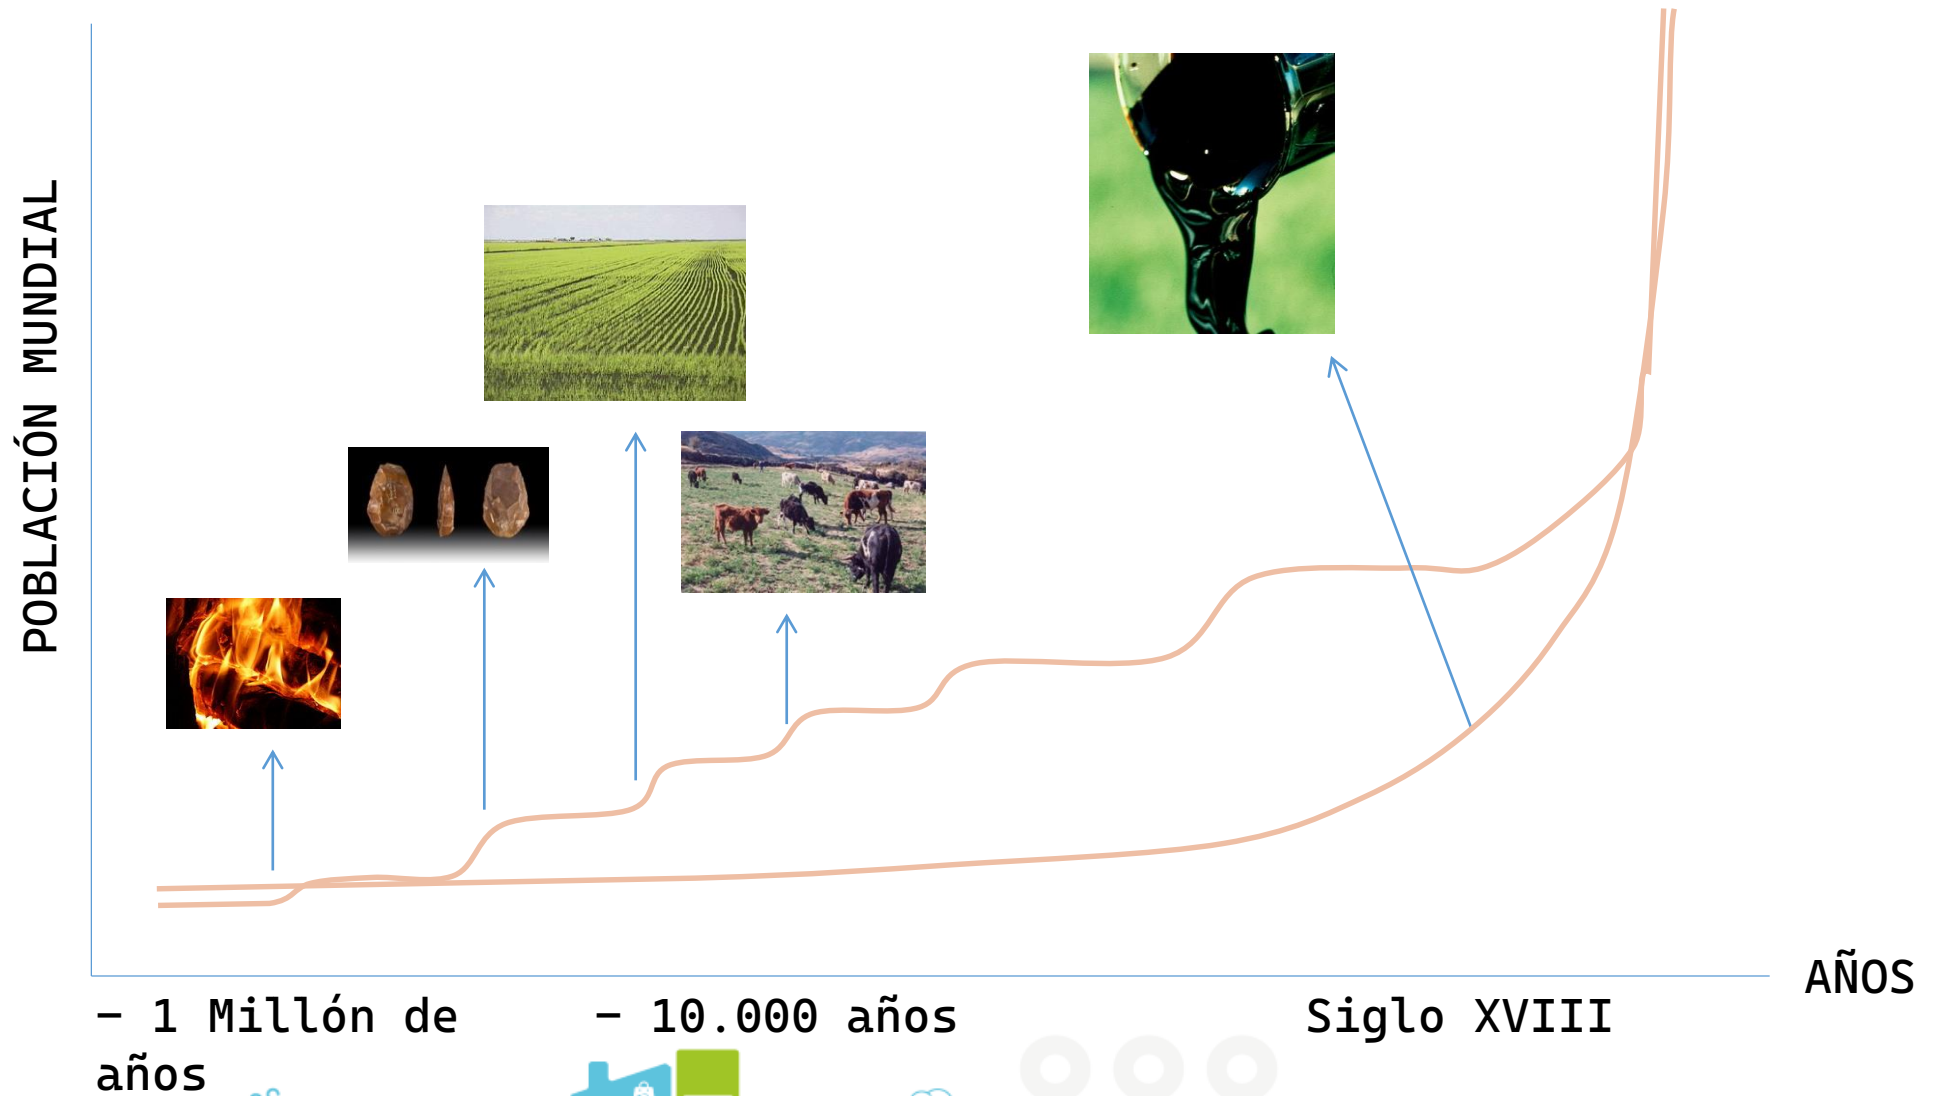 POBLACIÓN MUNDIAL
AÑOS
– 1 Millón de
años
– 10.000 años
Siglo XVIII